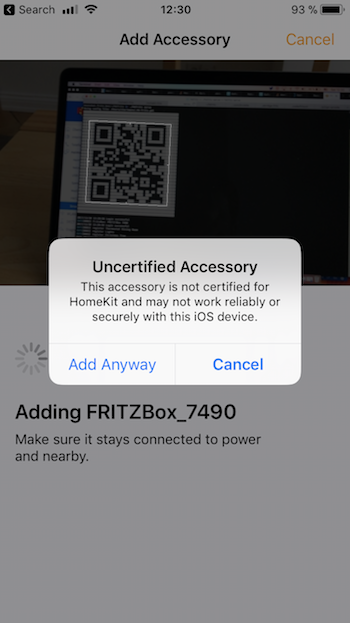 Search 12:30 93 %
Add Accessory Cancel
Uncertified Accessory
This accessory is not certified for
HomeKit and may not work reliably or
securely with this iOS device.
Add Anyway Cancel
Adding FRITZBox_7490
Make sure it stays connected to power
and nearby.